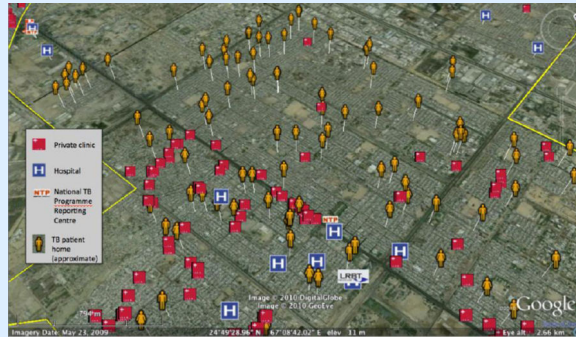 NTP
Private clinic
Hospital
NTP
National TB
Programme
Reporting
Centre
TB patient
home
(approximate)
NTP
LRBT
Image © 2010 DigitalGlobe
Image © 2010 GeoEye
Google
Imagery Date: May 23, 2009
24°49'28.96" N
67°08'42.02" E
elev
11 m
Eye alt
2.66 km